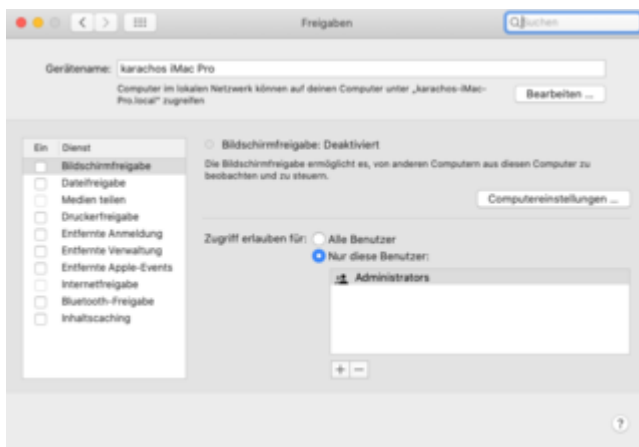 Freigaben
Suchen
Gerätename: karachos iMac Pro
Computer im lokalen Netzwerk können auf deinen Computer unter „karachos-iMac-
Pro.local“ zugreifen
Bearbeiten ...
Ein Dienst
Bildschirmfreigabe
Dateifreigabe
Medien teilen
Druckerfreigabe
Entfernte Anmeldung
Entfernte Verwaltung
Entfernte Apple-Events
Internetfreigabe
Bluetooth-Freigabe
Inhaltscaching
Bildschirmfreigabe: Deaktiviert
Die Bildschirmfreigabe ermöglicht es, von anderen Computern aus diesen Computer zu
beobachten und zu steuern.
Computereinstellungen ...
Zugriff erlauben für: Alle Benutzer
Nur diese Benutzer:
Administrators
+ −
?